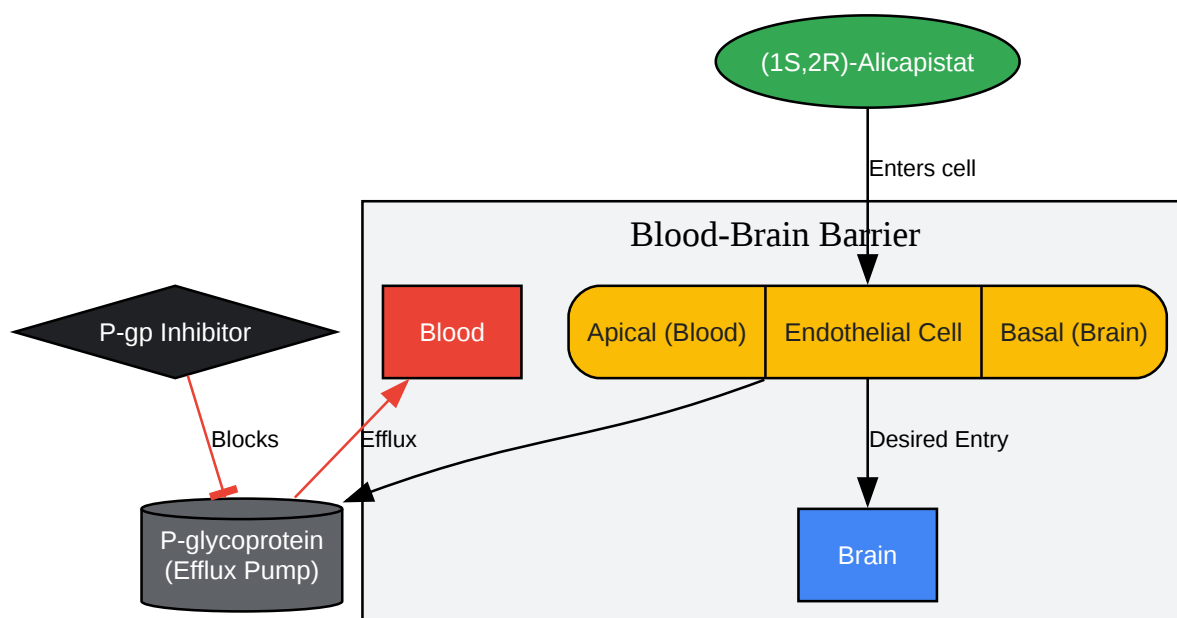 (1S,2R)-Alicapistat
Enters cell
Blood-Brain Barrier
P-gp Inhibitor
Blood
Apical (Blood)
Endothelial Cell
Basal (Brain)
Blocks
Efflux
Desired Entry
P-glycoprotein
(Efflux Pump)
Brain